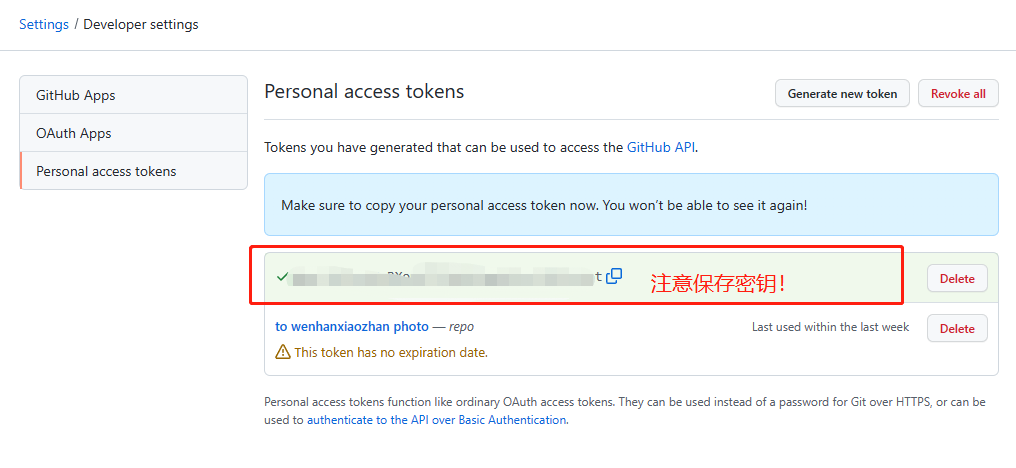 Settings / Developer settings
GitHub Apps
OAuth Apps
Personal access tokens
Personal access tokens
Generate new token
Revoke all
Tokens you have generated that can be used to access the GitHub API.
Make sure to copy your personal access token now. You won't be able to see it again!
注意保存密钥!
Delete
to wenhanxiaozhan photo — repo
Last used within the last week
Delete
This token has no expiration date.
Personal access tokens function like ordinary OAuth access tokens. They can be used instead of a password for Git over HTTPS, or can be
used to authenticate to the API over Basic Authentication.